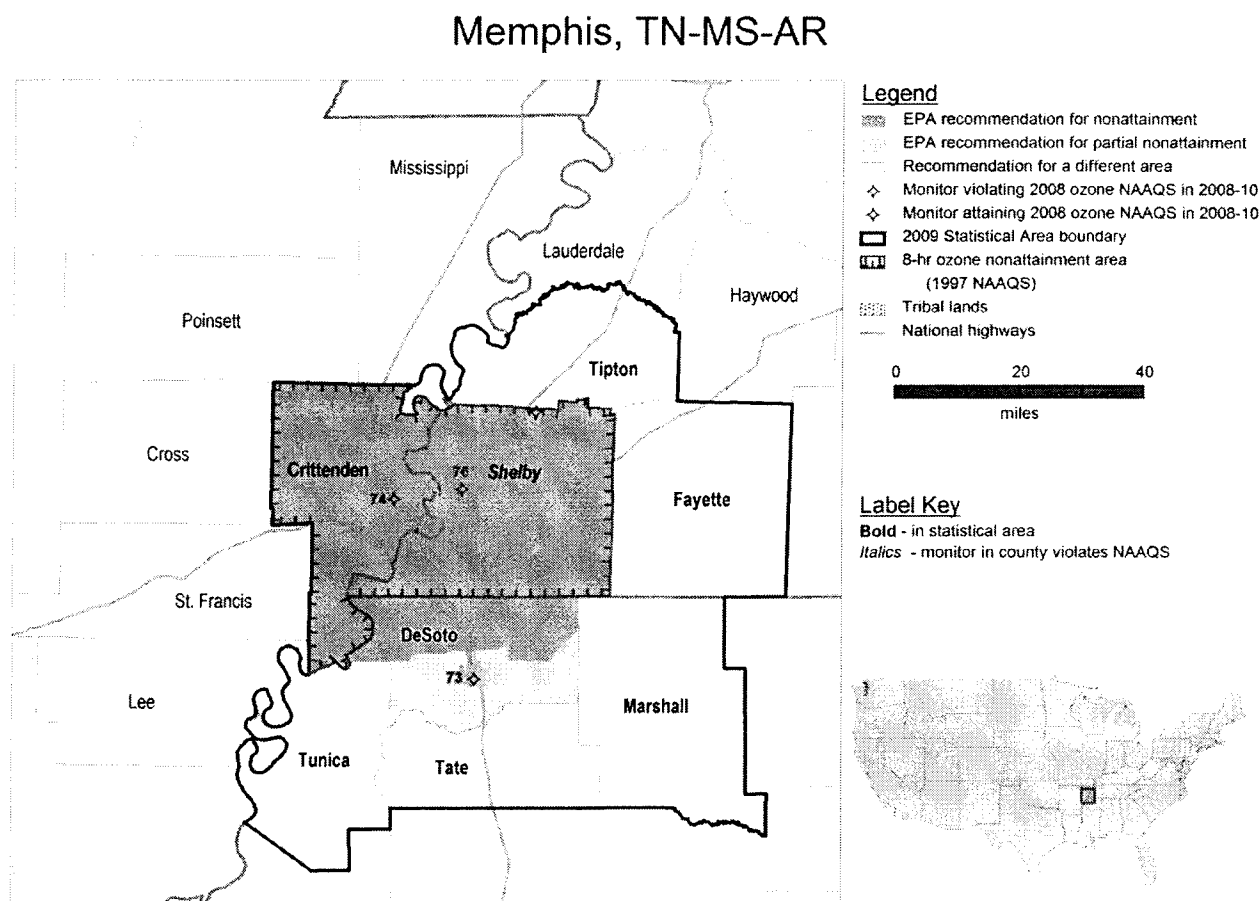 Memphis, TN-MS-AR
Legend
EPA recommendation for nonattainment
EPA recommendation for partial nonattainment
Recommendation for a different area
Monitor violating 2008 ozone NAAQS in 2008-10
Monitor attaining 2008 ozone NAAQS in 2008-10
2009 Statistical Area boundary
8-hr ozone nonattainment area
(1997 NAAQS)
Tribal lands
National highways
0 20 40
miles
Label Key
Bold - in statistical area
Italics - monitor in county violates NAAQS
Mississippi
Lauderdale
Haywood
Poinsett
Tipton
Cross
Crittenden
76
Shelby
74
Fayette
St. Francis
DeSoto
73
Lee
Marshall
Tunica
Tate